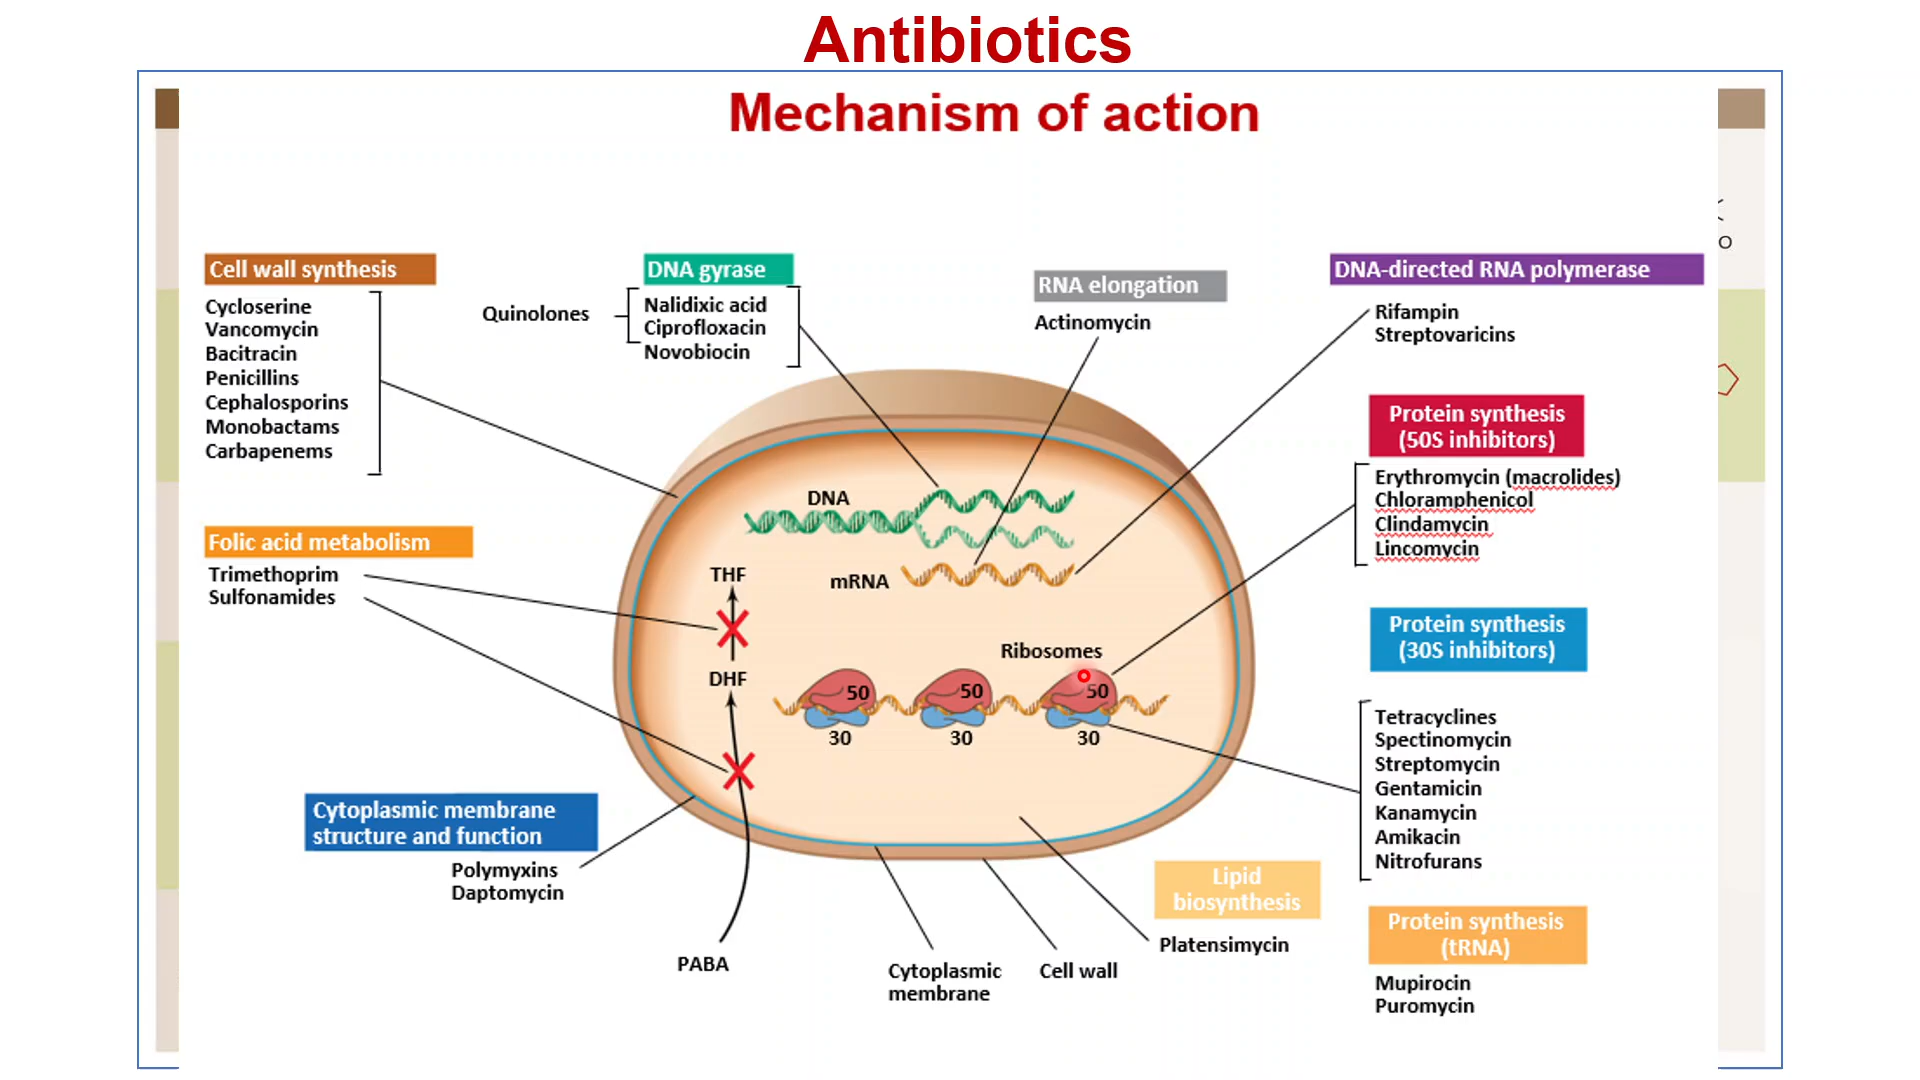 Antibiotics
Mechanism of action
Cell wall synthesis
Cycloserine
Vancomycin
Bacitracin
Penicillins
Cephalosporins
Monobactams
Carbapenems
Quinolones
DNA gyrase
Nalidixic acid
Ciprofloxacin
Novobiocin
RNA elongation
Actinomycin
DNA-directed RNA polymerase
Rifampin
Streptovaricins
Protein synthesis
(50S inhibitors)
Erythromycin (macrolides)
Chloramphenicol
Clindamycin
Lincomycin
Folic acid metabolism
Trimethoprim
Sulfonamides
DNA
THF
mRNA
DHF
Ribosomes
50
50
50
30
30
30
Protein synthesis
(30S inhibitors)
Tetracyclines
Spectinomycin
Streptomycin
Gentamicin
Kanamycin
Amikacin
Nitrofurans
Cytoplasmic membrane
structure and function
Polymyxins
Daptomycin
PABA
Cytoplasmic
membrane
Cell wall
Lipid
biosynthesis
Platensimycin
Protein synthesis
(tRNA)
Mupirocin
Puromycin
O